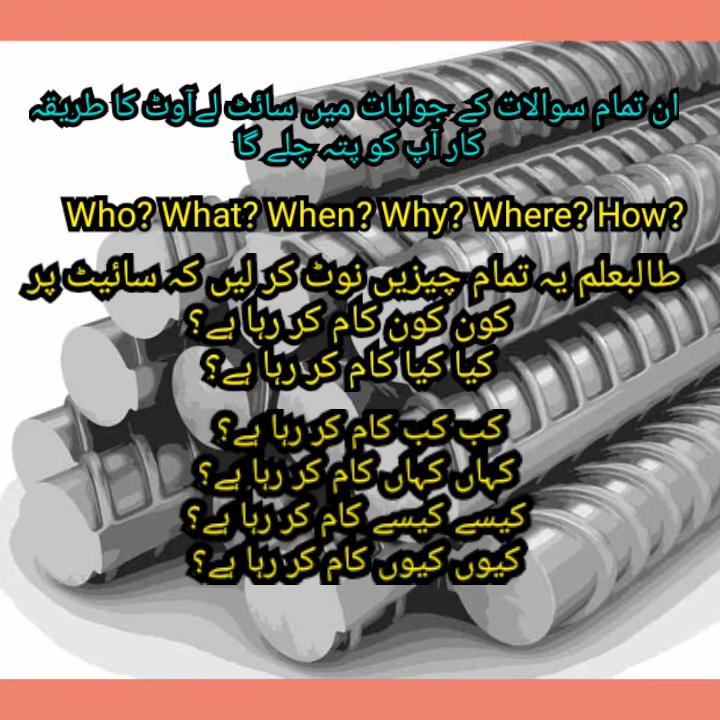 ان تمام سوالات کے جوابات میں سائٹ لےآوٹ کا طریقہ
کار آپ کو پتہ چلے گا
Who? What? When? Why? Where? How?
طالبعلم یہ تمام چیزیں نوٹ کر لیں کہ سائیٹ پر
کون کون کام کر رہا ہے؟
کیا کیا کام کر رہا ہے؟
کب کب کام کر رہا ہے؟
کہاں کہاں کام کر رہا ہے؟
کیسے کیسے کام کر رہا ہے؟
کیوں کیوں کام کر رہا ہے؟